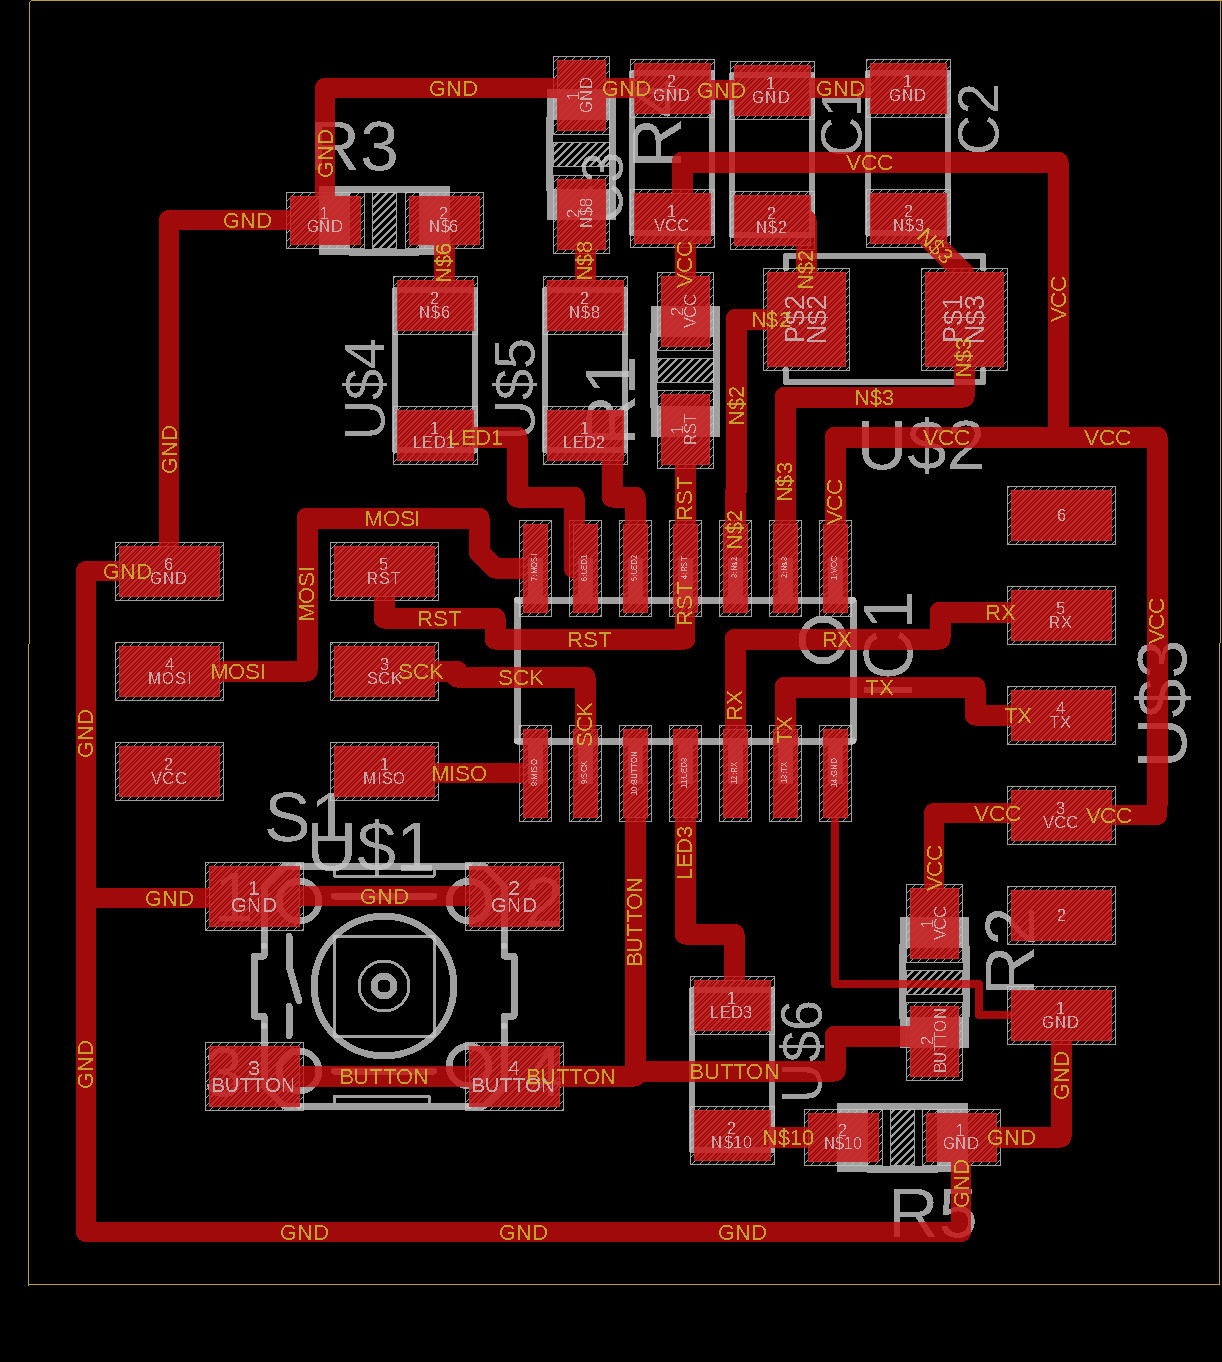 GND
GND
GND
GND
GND
2
GND
1
GND
1
GND
1
C1
C2
R3
GND
VCC
GND
1
GND
2
N$6
2
N$8
1
VCC
2
N$2
2
N$3
N$3
N$6
N$8
VCC
N$2
VCC
2
N$6
2
N$8
2
VCC
N$2
P$2
N$2
P$1
N$3
N$3
U$4
U$5
R1
N$2
N$3
1
LED1
LED1
1
LED2
1
RST
U$2
VCC
VCC
GND
RST
N$3
VCC
N$2
MOSI
6
MOSI
GND
6
GND
5
RST
7:MOSI
6:LED1
5:LED2
4:RST
3:N$2
2:N$3
1:VCC
RST
RST
RST
RX
RX
5
RX
IC1
VCC
MOSI
4
MOSI
3
SCK
SCK
SCK
SCK
RX
TX
TX
TX
4
TX
U$3
GND
2
VCC
1
MISO
MISO
8:MISO
9:SCK
10:BUTTON
11:LED3
12:RX
13:TX
14:GND
VCC
3
VCC
VCC
S1
U$1
LED3
VCC
GND
1
GND
GND
2
GND
BUTTON
1
VCC
2
R2
1
LED3
U$6
1
GND
GND
3
BUTTON
BUTTON
4
BUTTON
BUTTON
BUTTON
2
BUTTON
GND
2
N$10
N$10
2
N$10
1
GND
GND
GND
R5
GND
GND
GND